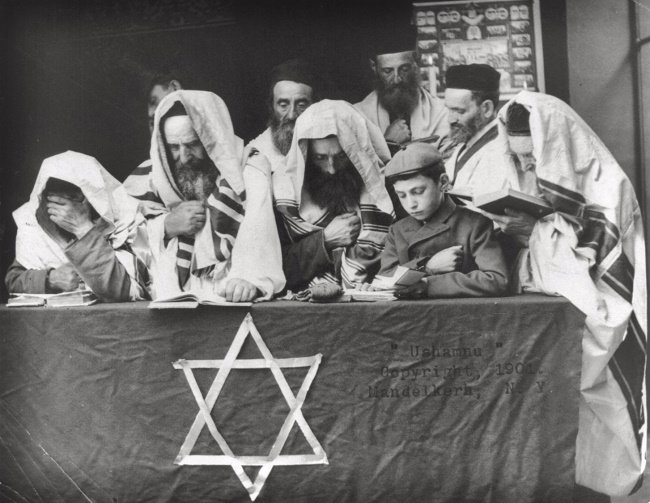 " Ushamnu "
Copyright, 1901.
Mandelkern, N. Y.